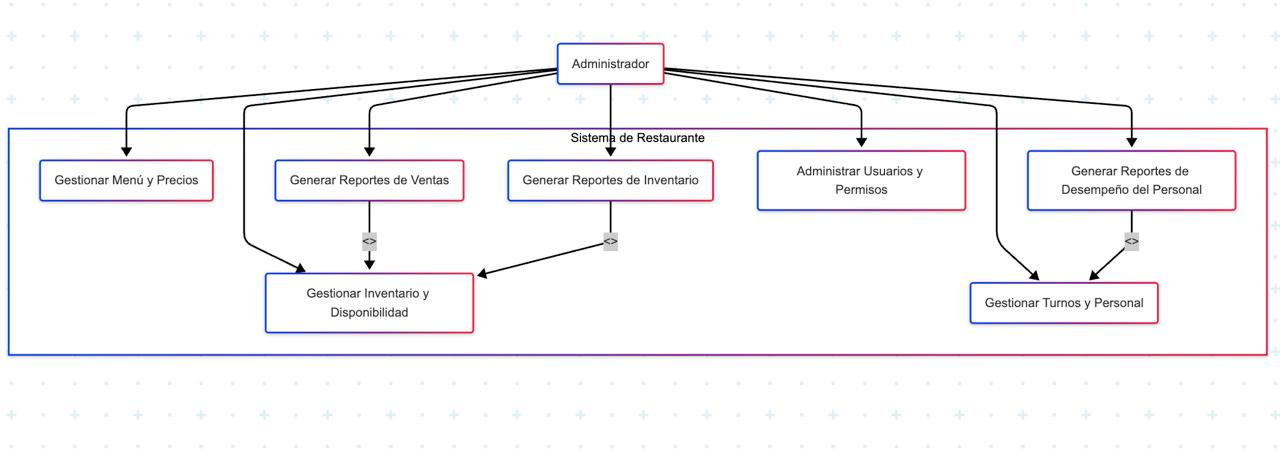 Administrador
Sistema de Restaurante
Gestionar Menú y Precios
Generar Reportes de Ventas
Generar Reportes de Inventario
Administrar Usuarios y
Permisos
Generar Reportes de
Desempeño del Personal
<>
<>
<>
Gestionar Inventario y
Disponibilidad
Gestionar Turnos y Personal